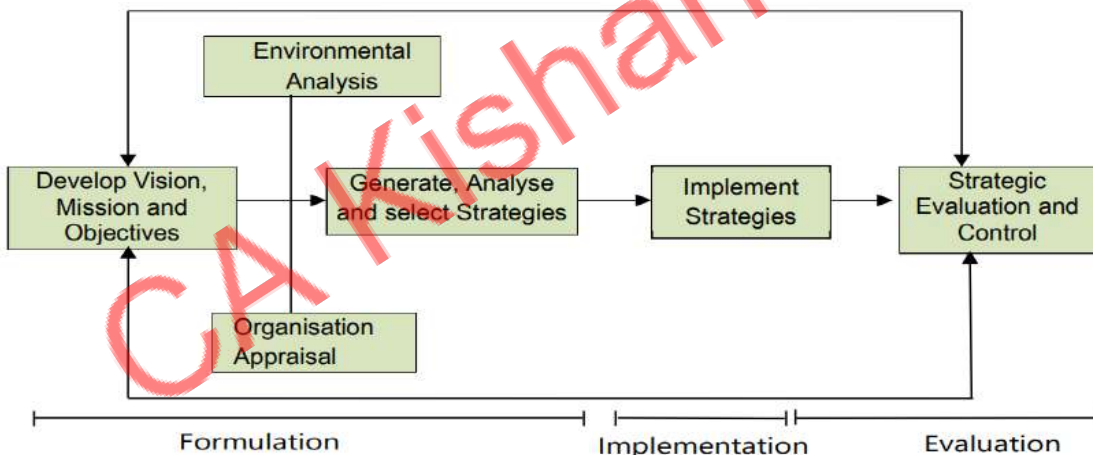 Environmental
Analysis
Develop Vision,
Mission and
Objectives
Generate, Analyse
and select Strategies
Implement
Strategies
Strategic
Evaluation and
Control
Organisation
Appraisal
Formulation
Implementation
Evaluation
CA Kishan